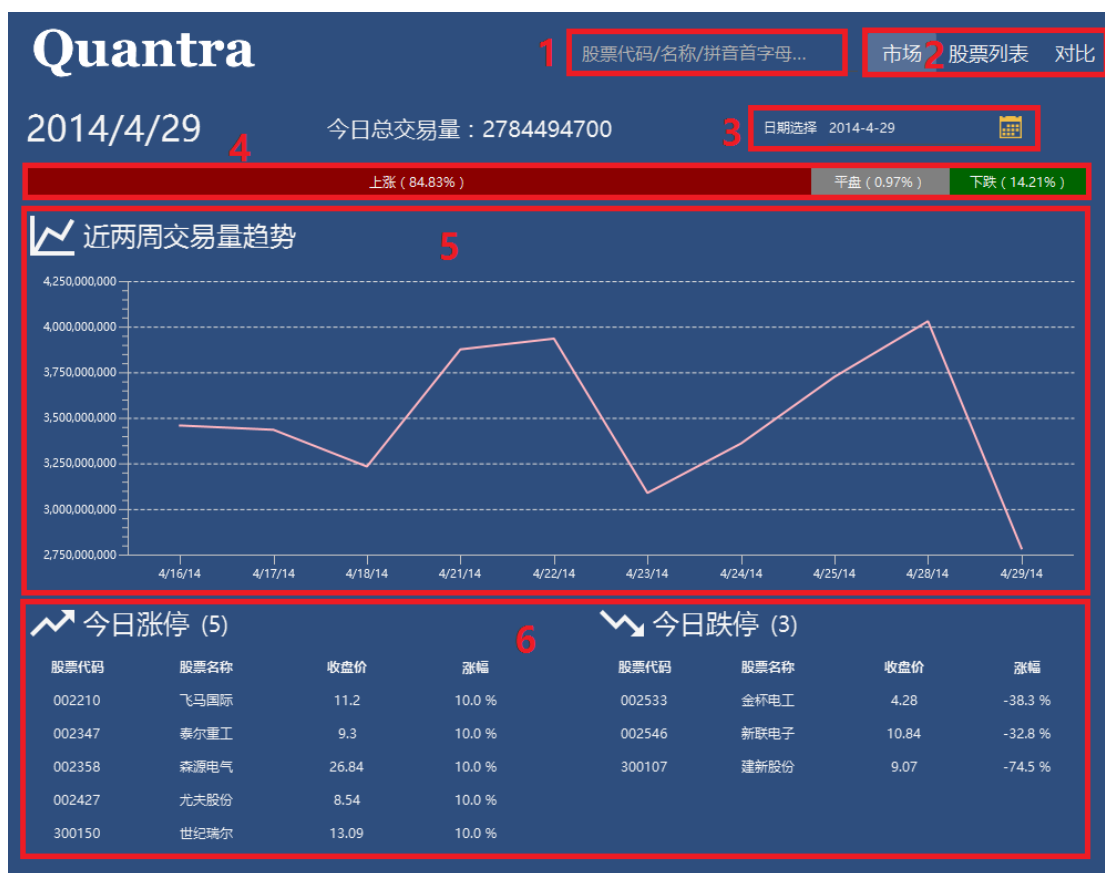 Quantra
1
股票代码/名称/拼音首字母...
市场
2
股票列表
对比
2014/4/29
4
今日总交易量：2784494700
3
日期选择 2014-4-29
上涨（84.83%）
平盘（0.97%）
下跌（14.21%）
近两周交易量趋势
5
4,250,000,000
4,000,000,000
3,750,000,000
3,500,000,000
3,250,000,000
3,000,000,000
2,750,000,000
4/16/14 4/17/14 4/18/14 4/21/14 4/22/14 4/23/14 4/24/14 4/25/14 4/28/14 4/29/14
今日涨停 (5)
6
股票代码 股票名称 收盘价 涨幅
002210 飞马国际 11.2 10.0 %
002347 泰尔重工 9.3 10.0 %
002358 森源电气 26.84 10.0 %
002427 尤夫股份 8.54 10.0 %
300150 世纪瑞尔 13.09 10.0 %
今日跌停 (3)
股票代码 股票名称 收盘价 涨幅
002533 金杯电工 4.28 -38.3 %
002546 新联电子 10.84 -32.8 %
300107 建新股份 9.07 -74.5 %